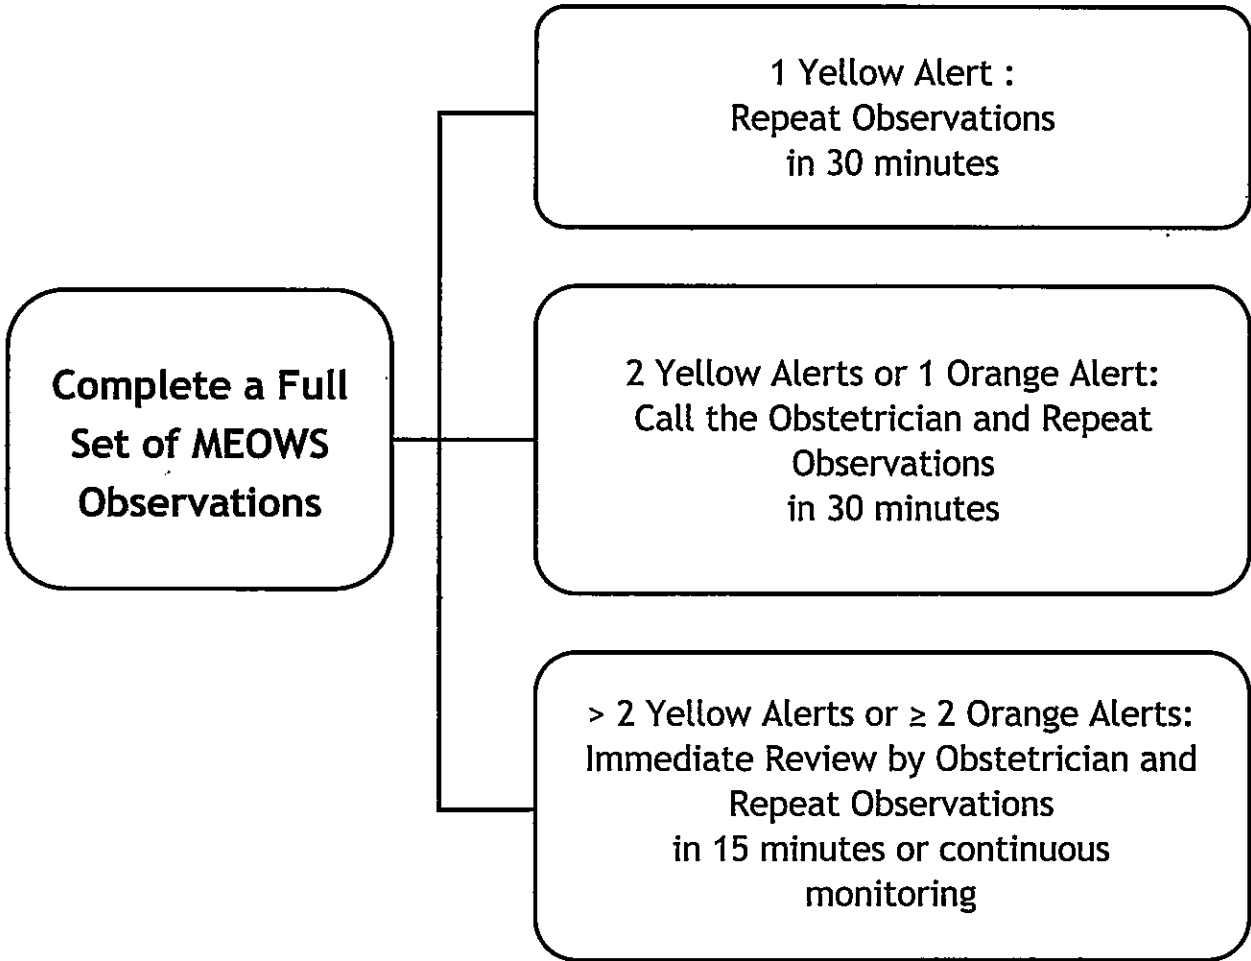 Complete a Full
Set of MEOWS
Observations
1 Yellow Alert :
Repeat Observations
in 30 minutes
2 Yellow Alerts or 1 Orange Alert:
Call the Obstetrician and Repeat
Observations
in 30 minutes
> 2 Yellow Alerts or ≥ 2 Orange Alerts:
Immediate Review by Obstetrician and
Repeat Observations
in 15 minutes or continuous
monitoring